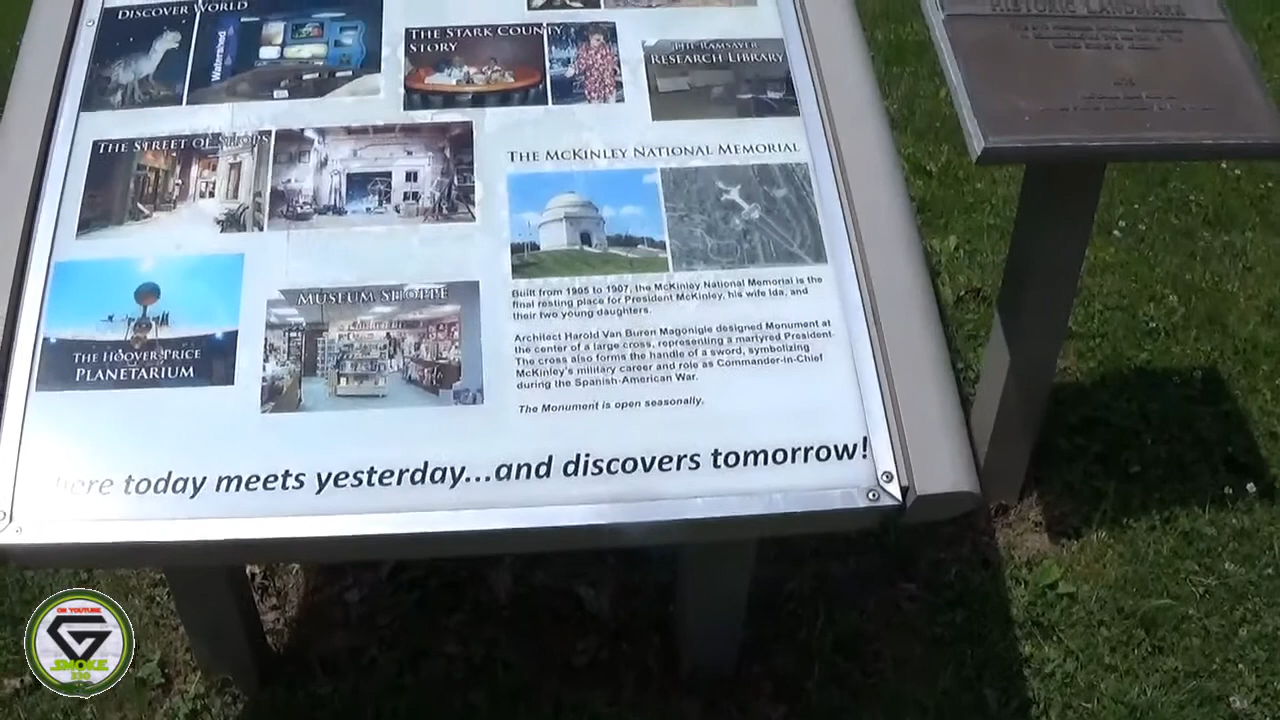 DISCOVER WORLD
Watershed
THE STARK COUNTY
STORY
THE RAMSAYER
RESEARCH LIBRARY
HISTORIC LANDMARK
THE STREET OF SHOPS
THE MCKINLEY NATIONAL MEMORIAL
Built from 1905 to 1907, the McKinley National Memorial is the
final resting place for President McKinley, his wife Ida, and
their two young daughters.
Architect Harold Van Buren Magonigle designed Monument at
the center of a large cross, representing a martyred President.
The cross also forms the handle of a sword, symbolizing
McKinley's military career and role as Commander-in-Chief
during the Spanish-American War.
The Monument is open seasonally.
THE HOOVER-PRICE
PLANETARIUM
MUSEUM SHOPPE
here today meets yesterday...and discovers tomorrow!
ON YOUTUBE
G
SMOKE
330